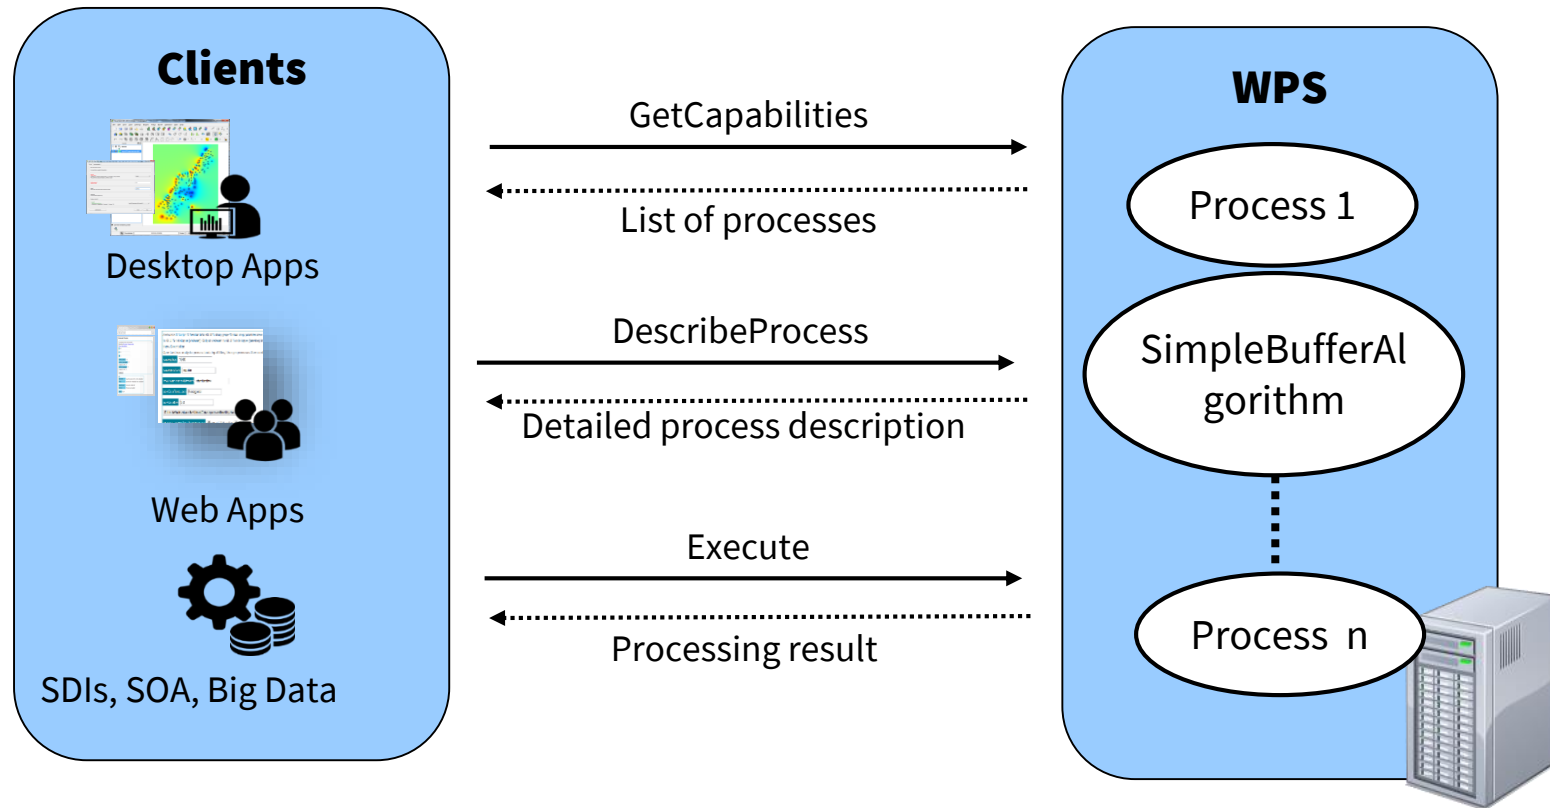 Clients
Desktop Apps
Web Apps
SDIs, SOA, Big Data
GetCapabilities
List of processes
DescribeProcess
Detailed process description
Execute
Processing result
WPS
Process 1
SimpleBufferAl
gorithm
Process n